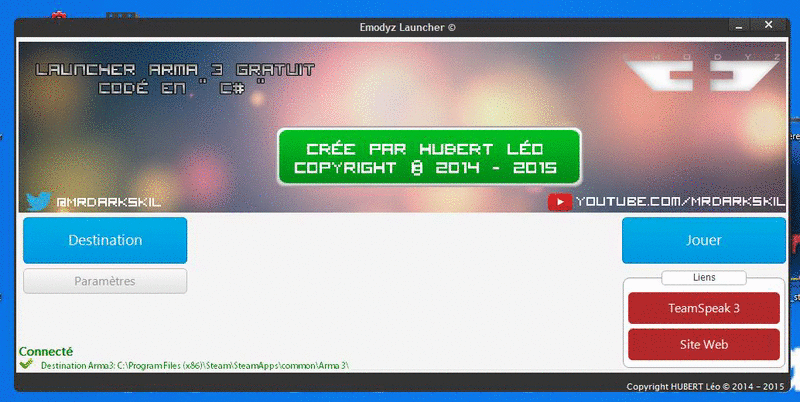 Emodyz Launcher ©
LAUNCHER ARMA 3 GRATUIT
CODÉ EN " C# "
EMODYZ
CRÉE PAR HUBERT LÉO
COPYRIGHT @ 2014 - 2015
@MRDARKSKIL
YOUTUBE.COM/MRDARKSKIL
Destination
Jouer
Paramètres
Liens
TeamSpeak 3
Site Web
Connecté
Destination Arma3: C:\Program Files (x86)\Steam\SteamApps\common\Arma 3\
Copyright HUBERT Léo © 2014 - 2015